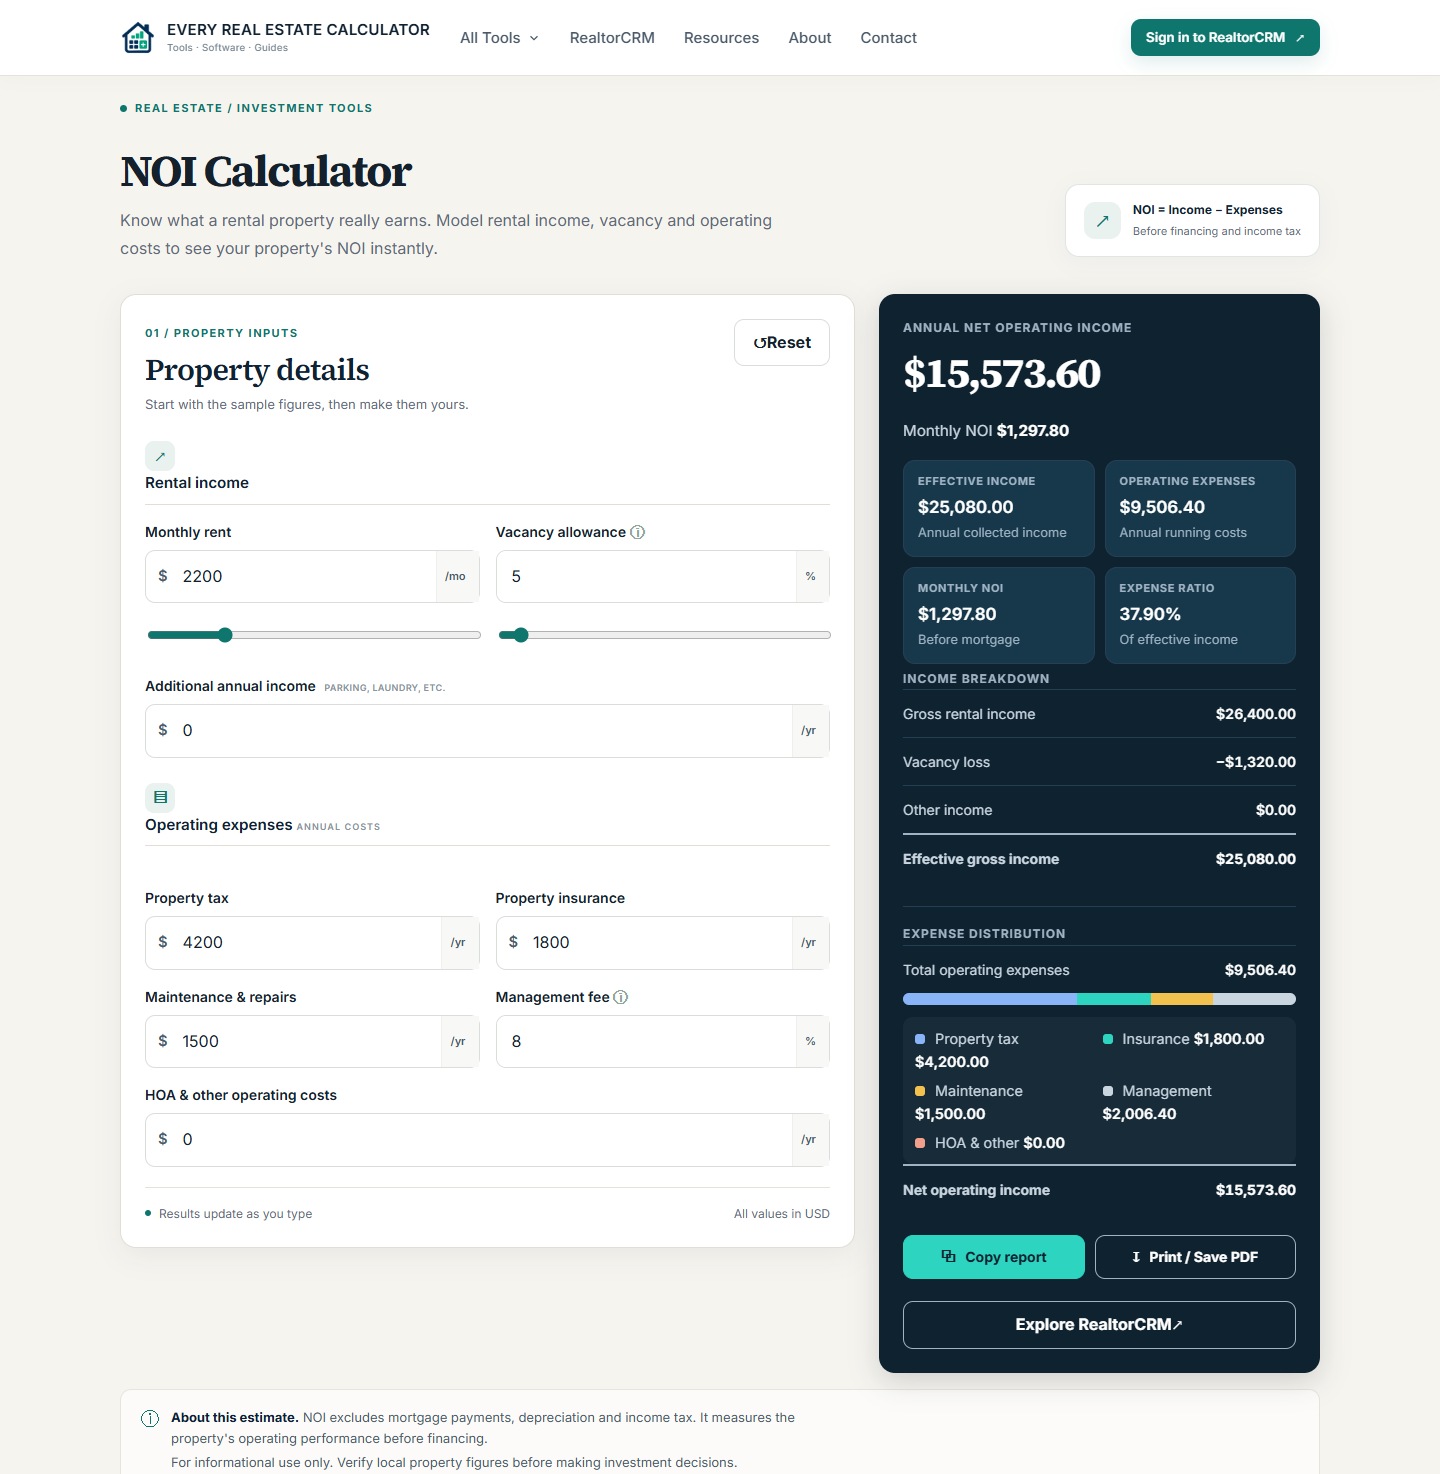 EVERY REAL ESTATE CALCULATOR
Tools · Software · Guides
All Tools
RealtorCRM
Resources
About
Contact
Sign in to RealtorCRM ↗
REAL ESTATE / INVESTMENT TOOLS
NOI Calculator
Know what a rental property really earns. Model rental income, vacancy and operating
costs to see your property's NOI instantly.
↗
NOI = Income – Expenses
Before financing and income tax
01 / PROPERTY INPUTS
Property details
Start with the sample figures, then make them yours.
↺Reset
↗
Rental income
Monthly rent
$ 2200 /mo
Vacancy allowance ⓘ
5 %
Additional annual income PARKING, LAUNDRY, ETC.
$ 0 /yr
▤
Operating expenses ANNUAL COSTS
Property tax
$ 4200 /yr
Property insurance
$ 1800 /yr
Maintenance & repairs
$ 1500 /yr
Management fee ⓘ
8 %
HOA & other operating costs
$ 0 /yr
Results update as you type
All values in USD
ANNUAL NET OPERATING INCOME
$15,573.60
Monthly NOI $1,297.80
EFFECTIVE INCOME
$25,080.00
Annual collected income
OPERATING EXPENSES
$9,506.40
Annual running costs
MONTHLY NOI
$1,297.80
Before mortgage
EXPENSE RATIO
37.90%
Of effective income
INCOME BREAKDOWN
Gross rental income $26,400.00
Vacancy loss −$1,320.00
Other income $0.00
Effective gross income $25,080.00
EXPENSE DISTRIBUTION
Total operating expenses $9,506.40
Property tax
$4,200.00
Insurance $1,800.00
Maintenance
$1,500.00
Management
$2,006.40
HOA & other $0.00
Net operating income $15,573.60
⧉ Copy report
↧ Print / Save PDF
Explore RealtorCRM↗
ⓘ
About this estimate. NOI excludes mortgage payments, depreciation and income tax. It measures the
property's operating performance before financing.
For informational use only. Verify local property figures before making investment decisions.